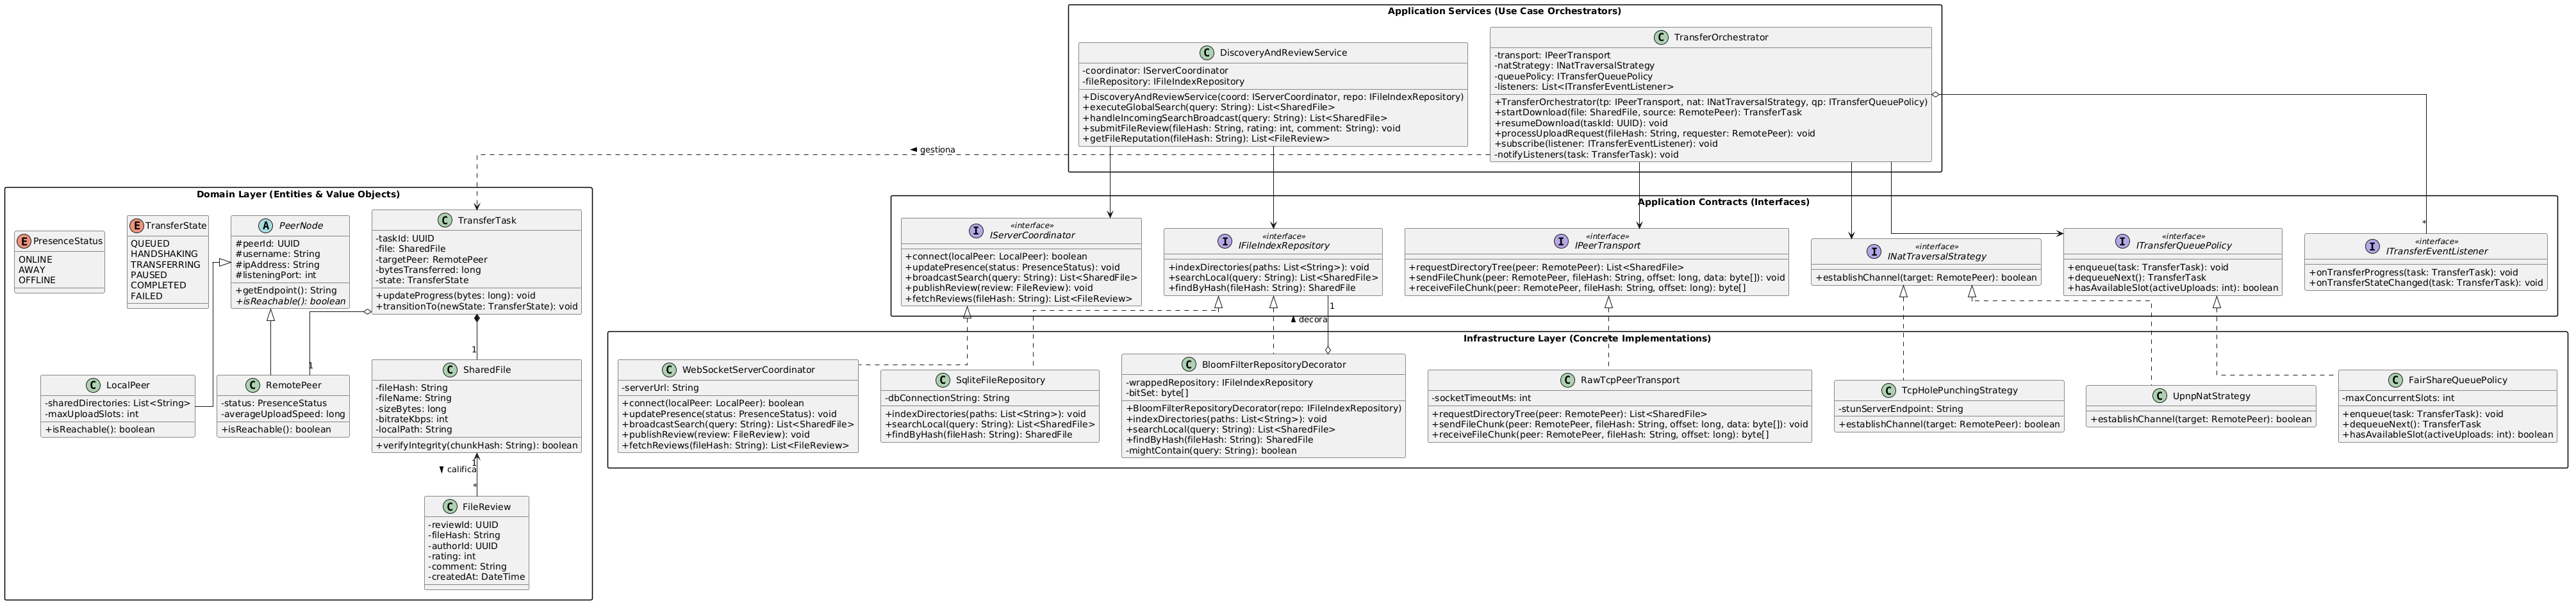 Application Services (Use Case Orchestrators)
C DiscoveryAndReviewService
-coordinator: IServerCoordinator
-fileRepository: IFileIndexRepository
+DiscoveryAndReviewService(coord: IServerCoordinator, repo: IFileIndexRepository)
+executeGlobalSearch(query: String): List<SharedFile>
+handleIncomingSearchBroadcast(query: String): List<SharedFile>
+submitFileReview(fileHash: String, rating: int, comment: String): void
+getFileReputation(fileHash: String): List<FileReview>
C TransferOrchestrator
-transport: IPeerTransport
-natStrategy: INatTraversalStrategy
-queuePolicy: ITransferQueuePolicy
-listeners: List<ITransferEventListener>
+TransferOrchestrator(tp: IPeerTransport, nat: INatTraversalStrategy, qp: ITransferQueuePolicy)
+startDownload(file: SharedFile, source: RemotePeer): TransferTask
+resumeDownload(taskId: UUID): void
+processUploadRequest(fileHash: String, requester: RemotePeer): void
+subscribe(listener: ITransferEventListener): void
-notifyListeners(task: TransferTask): void
gestiona
Domain Layer (Entities & Value Objects)
E PresenceStatus
ONLINE
AWAY
OFFLINE
E TransferState
QUEUED
HANDSHAKING
TRANSFERRING
PAUSED
COMPLETED
FAILED
A PeerNode
#peerId: UUID
#username: String
#ipAddress: String
#listeningPort: int
+getEndpoint(): String
+isReachable(): boolean
C TransferTask
-taskId: UUID
-file: SharedFile
-targetPeer: RemotePeer
-bytesTransferred: long
-state: TransferState
+updateProgress(bytes: long): void
+transitionTo(newState: TransferState): void
1
1
C LocalPeer
-sharedDirectories: List<String>
-maxUploadSlots: int
+isReachable(): boolean
C RemotePeer
-status: PresenceStatus
-averageUploadSpeed: long
+isReachable(): boolean
C SharedFile
-fileHash: String
-fileName: String
-sizeBytes: long
-bitrateKbps: int
-localPath: String
+verifyIntegrity(chunkHash: String): boolean
1
califica
*
C FileReview
-reviewId: UUID
-fileHash: String
-authorId: UUID
-rating: int
-comment: String
-createdAt: DateTime
Application Contracts (Interfaces)
I «interface»
IServerCoordinator
+connect(localPeer: LocalPeer): boolean
+updatePresence(status: PresenceStatus): void
+broadcastSearch(query: String): List<SharedFile>
+publishReview(review: FileReview): void
+fetchReviews(fileHash: String): List<FileReview>
I «interface»
IFileIndexRepository
+indexDirectories(paths: List<String>): void
+searchLocal(query: String): List<SharedFile>
+findByHash(fileHash: String): SharedFile
I «interface»
IPeerTransport
+requestDirectoryTree(peer: RemotePeer): List<SharedFile>
+sendFileChunk(peer: RemotePeer, fileHash: String, offset: long, data: byte[]): void
+receiveFileChunk(peer: RemotePeer, fileHash: String, offset: long): byte[]
I «interface»
INatTraversalStrategy
+establishChannel(target: RemotePeer): boolean
I «interface»
ITransferQueuePolicy
+enqueue(task: TransferTask): void
+dequeueNext(): TransferTask
+hasAvailableSlot(activeUploads: int): boolean
*
I «interface»
ITransferEventListener
+onTransferProgress(task: TransferTask): void
+onTransferStateChanged(task: TransferTask): void
1
decora
Infrastructure Layer (Concrete Implementations)
C WebSocketServerCoordinator
-serverUrl: String
+connect(localPeer: LocalPeer): boolean
+updatePresence(status: PresenceStatus): void
+broadcastSearch(query: String): List<SharedFile>
+publishReview(review: FileReview): void
+fetchReviews(fileHash: String): List<FileReview>
C SqliteFileRepository
-dbConnectionString: String
+indexDirectories(paths: List<String>): void
+searchLocal(query: String): List<SharedFile>
+findByHash(fileHash: String): SharedFile
C BloomFilterRepositoryDecorator
-wrappedRepository: IFileIndexRepository
-bitSet: byte[]
+BloomFilterRepositoryDecorator(repo: IFileIndexRepository)
+indexDirectories(paths: List<String>): void
+searchLocal(query: String): List<SharedFile>
+findByHash(fileHash: String): SharedFile
-mightContain(query: String): boolean
C RawTcpPeerTransport
-socketTimeoutMs: int
+requestDirectoryTree(peer: RemotePeer): List<SharedFile>
+sendFileChunk(peer: RemotePeer, fileHash: String, offset: long, data: byte[]): void
+receiveFileChunk(peer: RemotePeer, fileHash: String, offset: long): byte[]
C TcpHolePunchingStrategy
-stunServerEndpoint: String
+establishChannel(target: RemotePeer): boolean
C UpnpNatStrategy
+establishChannel(target: RemotePeer): boolean
C FairShareQueuePolicy
-maxConcurrentSlots: int
+enqueue(task: TransferTask): void
+dequeueNext(): TransferTask
+hasAvailableSlot(activeUploads: int): boolean